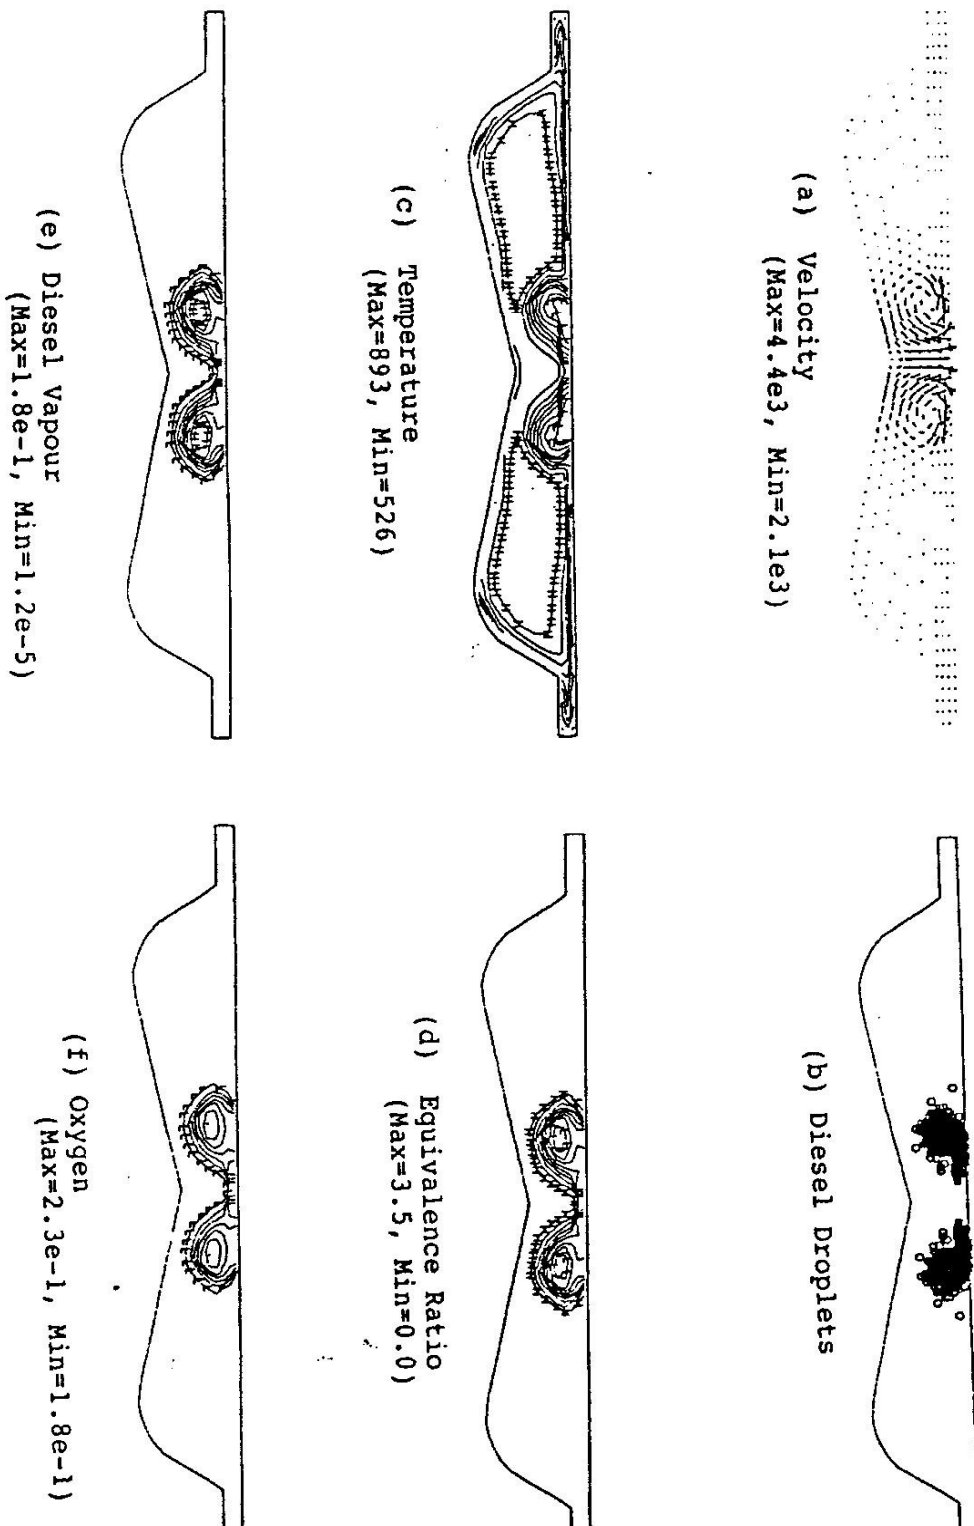 (a) Velocity
(Max=4.4e3, Min=2.1e3)
(b) Diesel Droplets
(c) Temperature
(Max=893, Min=526)
(d) Equivalence Ratio
(Max=3.5, Min=0.0)
(e) Diesel Vapour
(Max=1.8e-1, Min=1.2e-5)
(f) Oxygen
(Max=2.3e-1, Min=1.8e-1)